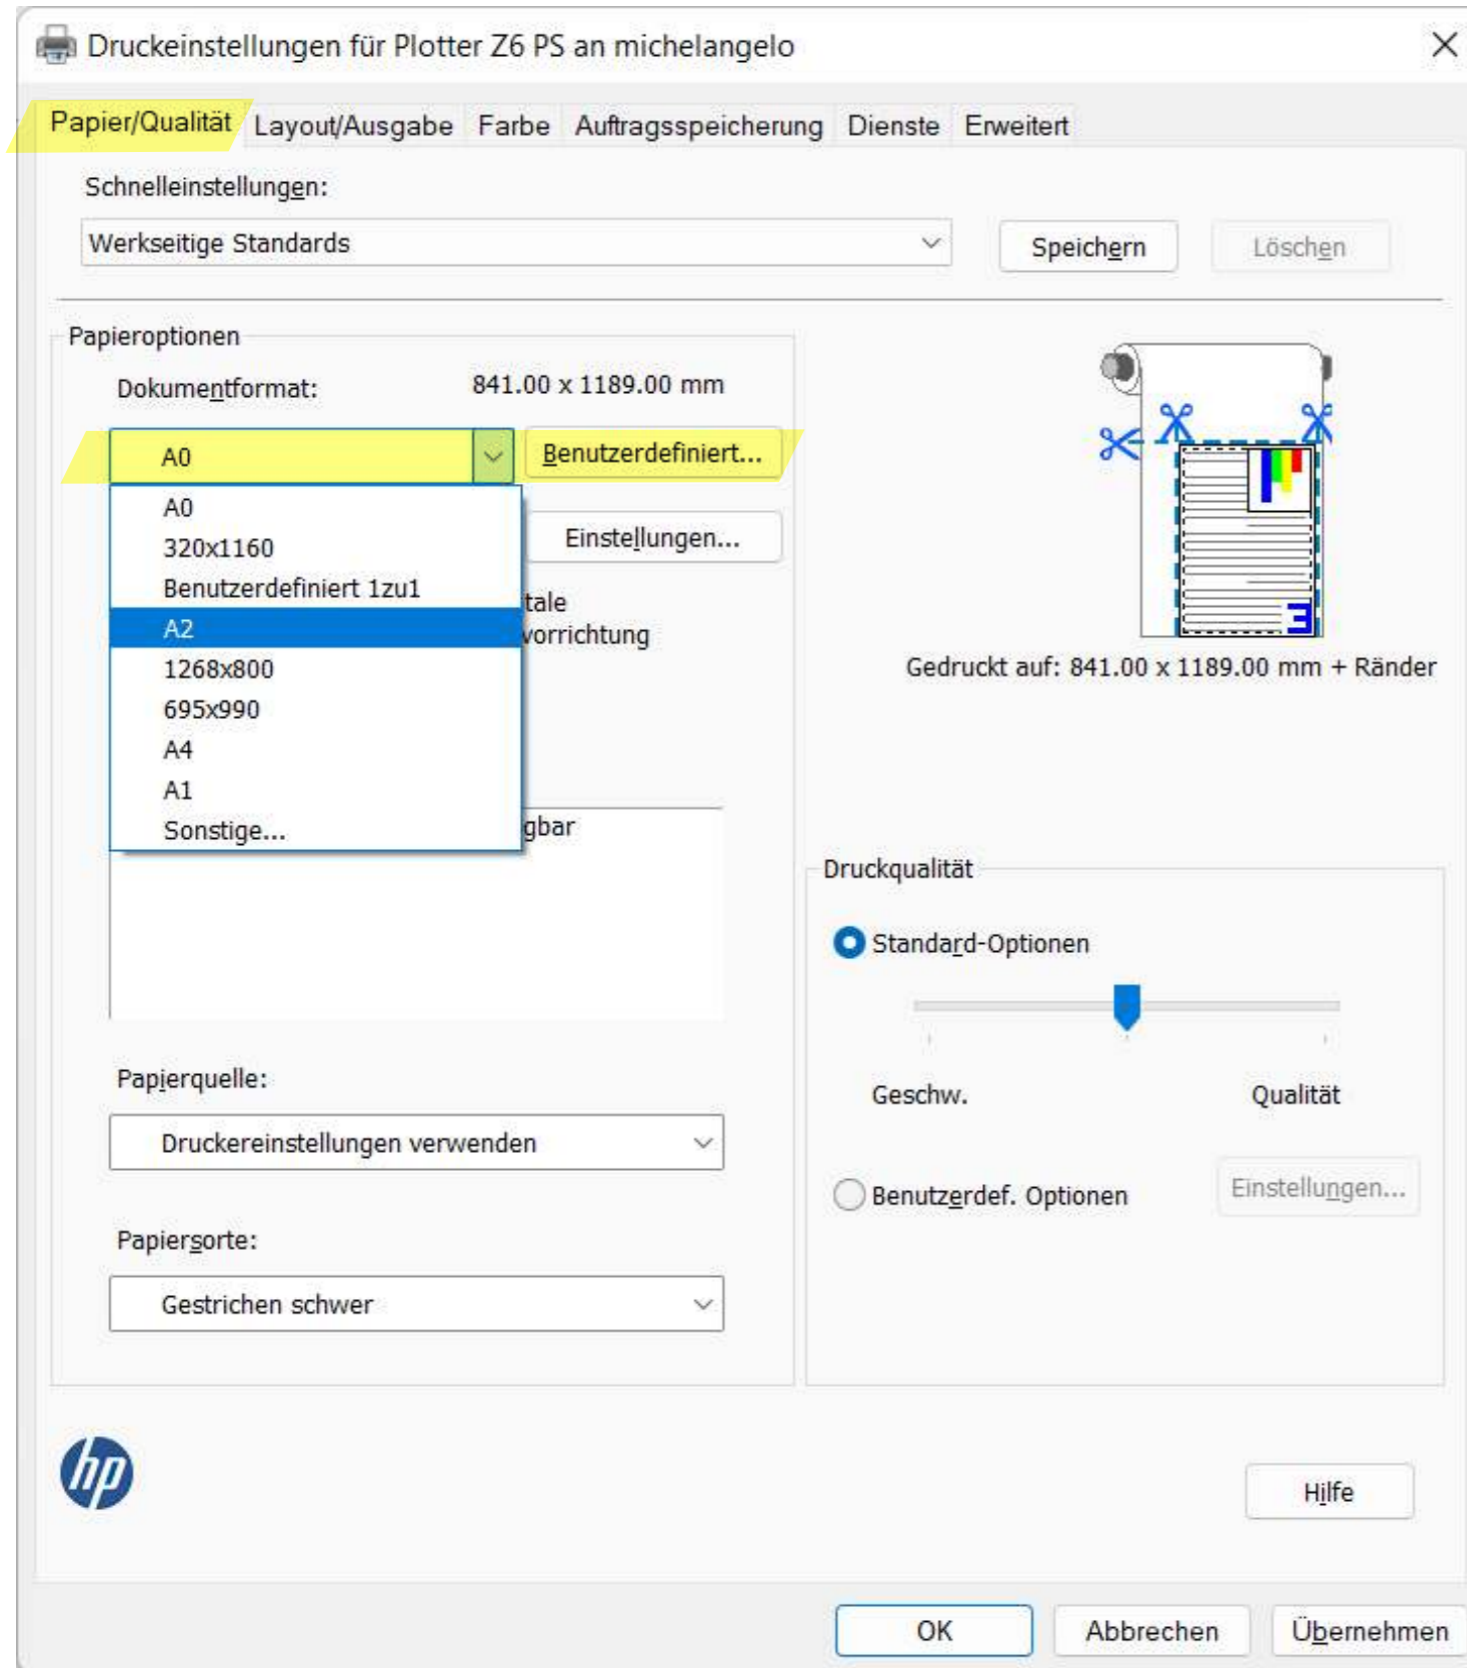 Druckeinstellungen für Plotter Z6 PS an michelangelo
Papier/Qualität Layout/Ausgabe Farbe Auftragsspeicherung Dienste Erweitert
Schnelleinstellungen:
Werkseitige Standards Speichern Löschen
Papieroptionen
Dokumentformat: 841.00 x 1189.00 mm
A0 Benutzerdefiniert...
A0
320x1160 Einstellungen...
Benutzerdefiniert 1zu1
tale
A2
vorrichtung
1268x800
Gedruckt auf: 841.00 x 1189.00 mm + Ränder
695x990
A4
A1
Sonstige... gbar
Druckqualität
Standard-Optionen
Geschw. Qualität
Papierquelle:
Druckereinstellungen verwenden
Benutzerdef. Optionen Einstellungen...
Papiersorte:
Gestrichen schwer
hp
Hilfe
OK Abbrechen Übernehmen